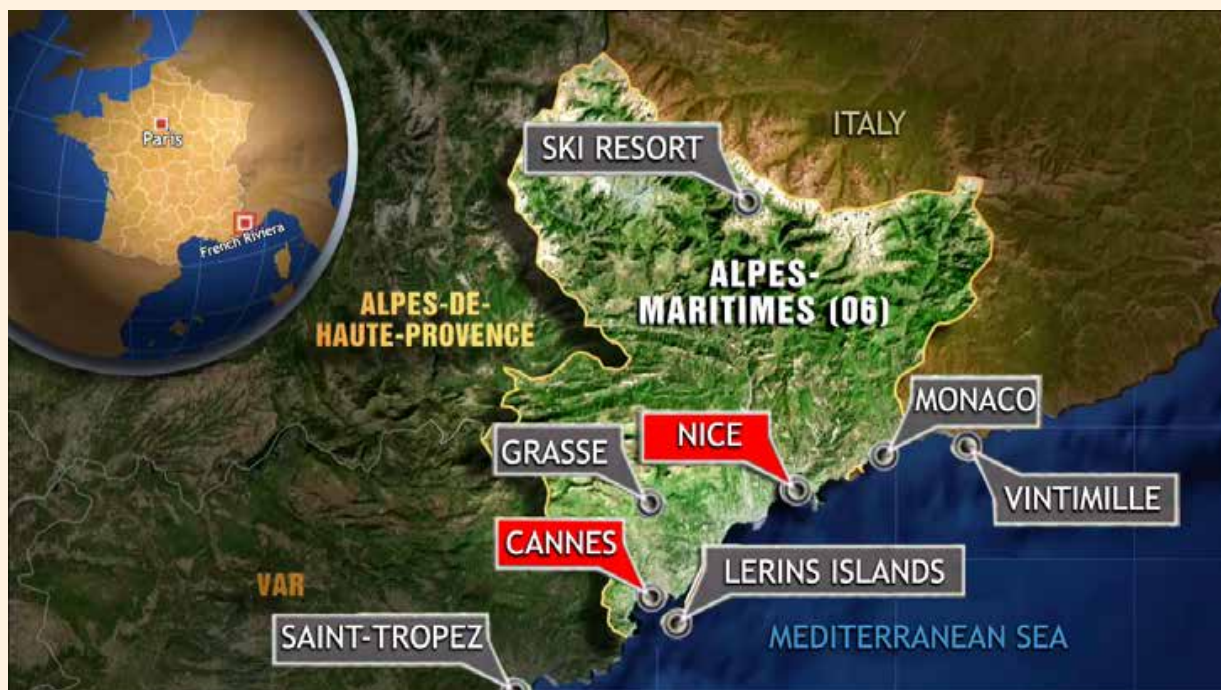 Paris
French Riviera
ITALY
SKI RESORT
ALPES-
MARITIMES (06)
ALPES-DE-
HAUTE-PROVENCE
MONACO
NICE
GRASSE
VINTIMILLE
CANNES
LERINS ISLANDS
VAR
SAINT-TROPEZ
MEDITERRANEAN SEA